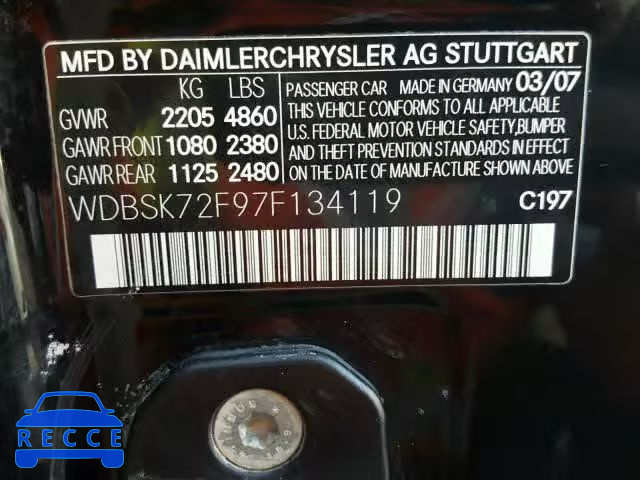 MFD BY DAIMLERCHRYSLER AG STUTTGART
KG LBS
GVWR 2205 4860
GAWR FRONT 1080 2380
GAWR REAR 1125 2480
PASSENGER CAR MADE IN GERMANY 03/07
THIS VEHICLE CONFORMS TO ALL APPLICABLE
U.S. FEDERAL MOTOR VEHICLE SAFETY,BUMPER
AND THEFT PREVENTION STANDARDS IN EFFECT
ON THE DATE OF MANUFACTURE SHOWN ABOVE
WDBSK72F97F134119 C197
RECCE